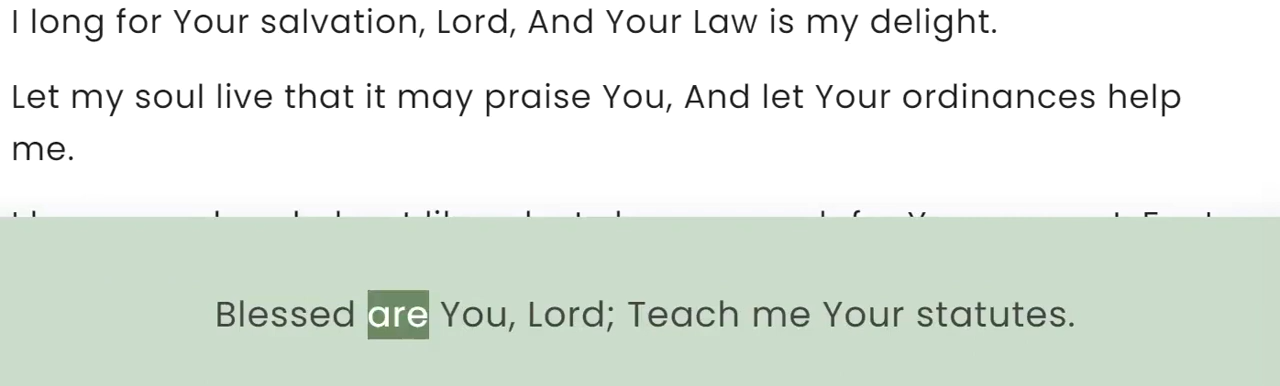 I long for Your salvation, Lord, And Your Law is my delight.
Let my soul live that it may praise You, And let Your ordinances help
me.
Blessed are You, Lord; Teach me Your statutes.